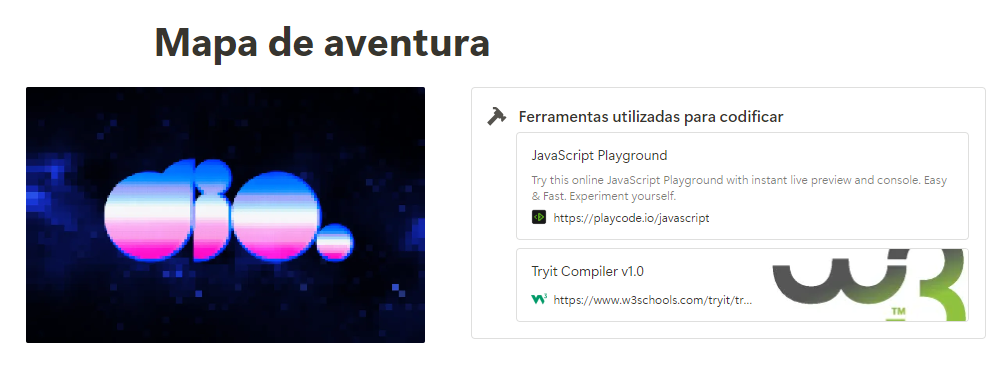 Mapa de aventura
dio.
Ferramentas utilizadas para codificar
JavaScript Playground
Try this online JavaScript Playground with instant live preview and console. Easy
& Fast. Experiment yourself.
https://playcode.io/javascript
Tryit Compiler v1.0
https://www.w3schools.com/tryit/tr...
w3
TM